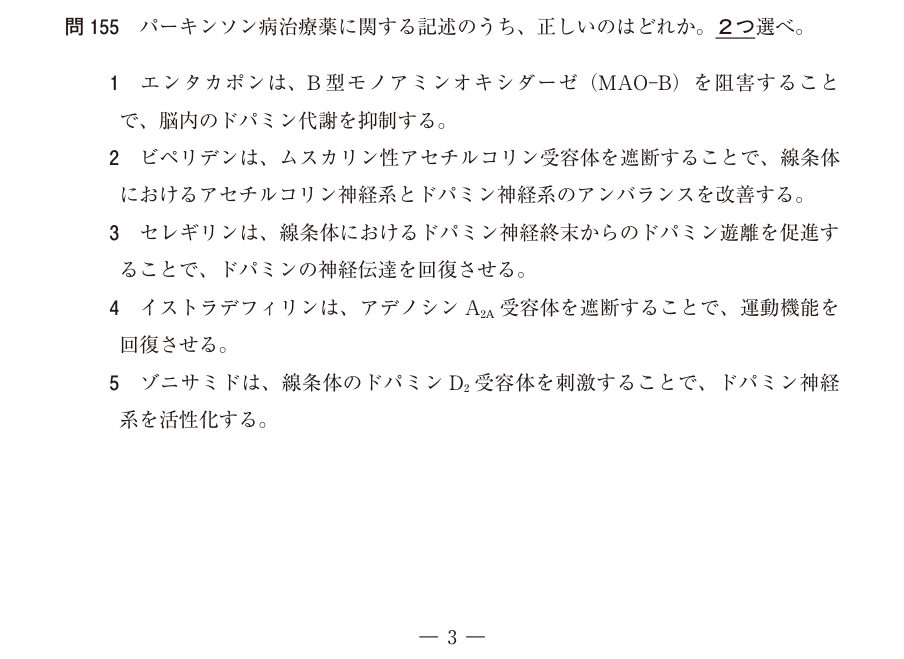 問 155　パーキンソン病治療薬に関する記述のうち、正しいのはどれか。2つ選べ。
1　エンタカポンは、B 型モノアミンオキシダーゼ（MAO-B）を阻害すること
で、脳内のドパミン代謝を抑制する。
2　ビペリデンは、ムスカリン性アセチルコリン受容体を遮断することで、線条体
におけるアセチルコリン神経系とドパミン神経系のアンバランスを改善する。
3　セレギリンは、線条体におけるドパミン神経終末からのドパミン遊離を促進す
ることで、ドパミンの神経伝達を回復させる。
4　イストラデフィリンは、アデノシン A2A 受容体を遮断することで、運動機能を
回復させる。
5　ゾニサミドは、線条体のドパミン D2 受容体を刺激することで、ドパミン神経
系を活性化する。
― 3 ―